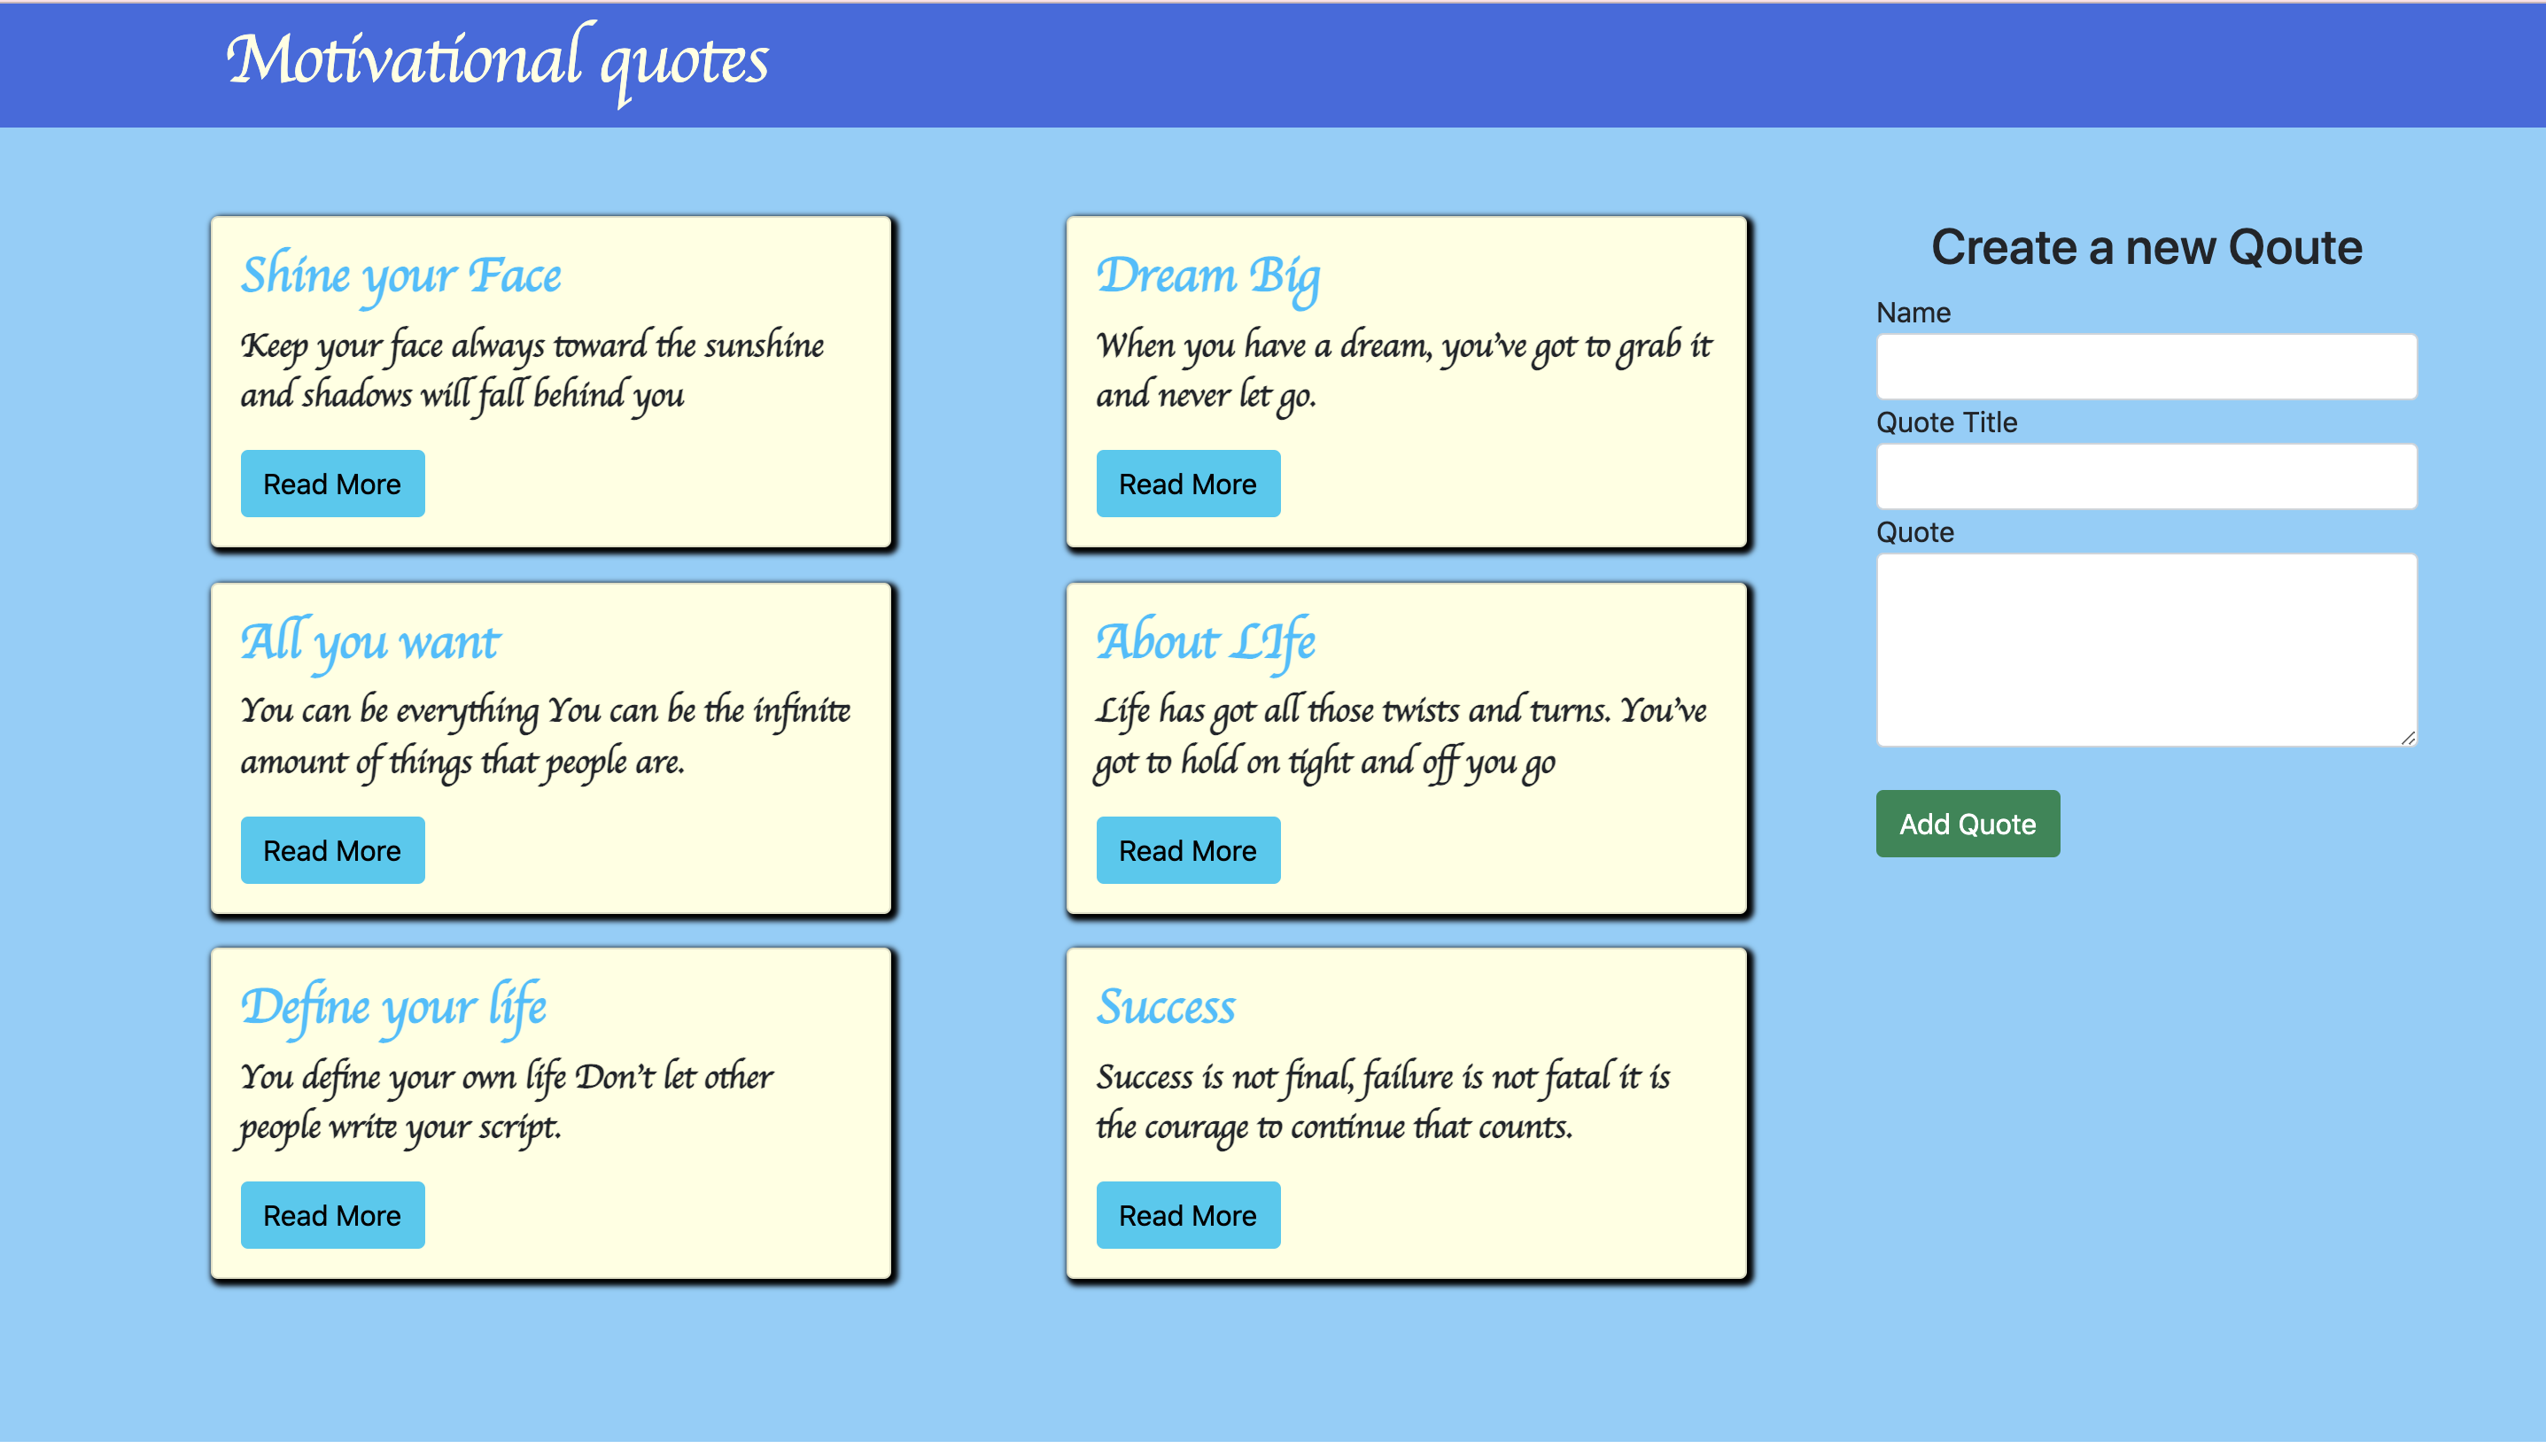 Motivational quotes
Shine your Face
Keep your face always toward the sunshine
and shadows will fall behind you
Read More
Dream Big
When you have a dream, you've got to grab it
and never let go.
Read More
All you want
You can be everything You can be the infinite
amount of things that people are.
Read More
About LIfe
Life has got all those twists and turns. You've
got to hold on tight and off you go
Read More
Define your life
You define your own life Don't let other
people write your script.
Read More
Success
Success is not final, failure is not fatal it is
the courage to continue that counts.
Read More
Create a new Qoute
Name
Quote Title
Quote
Add Quote